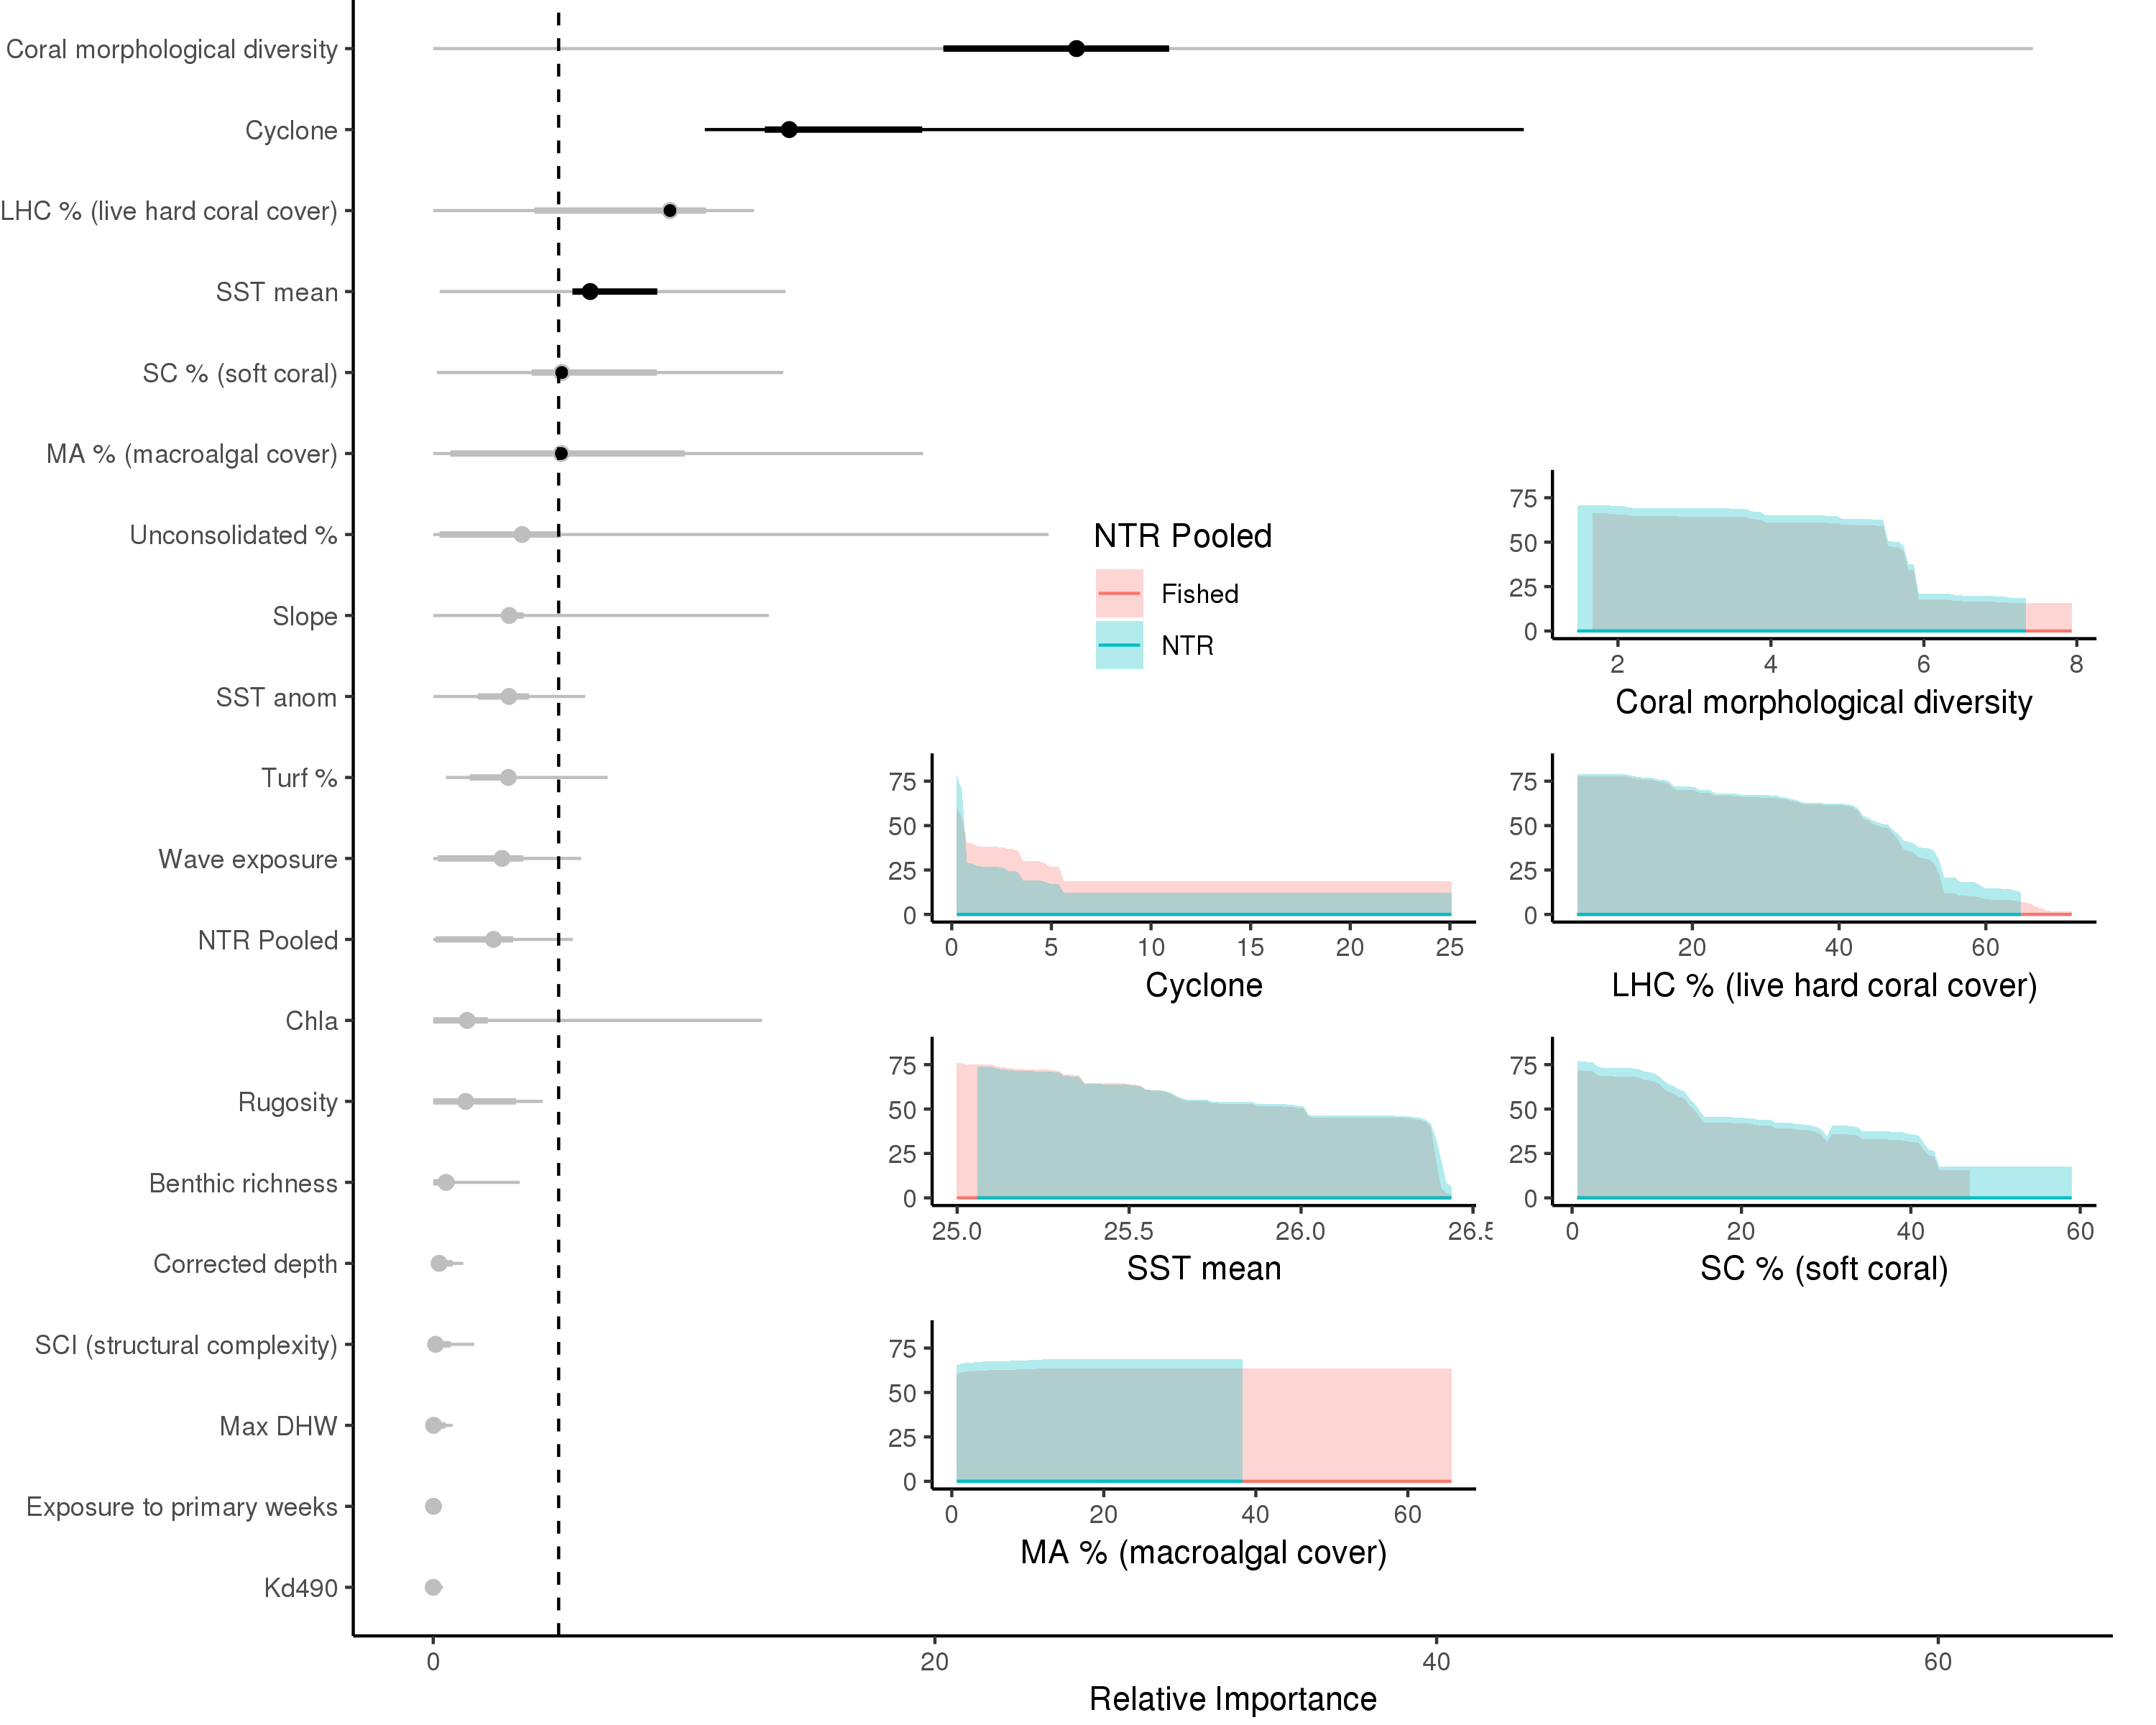 Coral morphological diversity
Cyclone
LHC % (live hard coral cover)
SST mean
SC % (soft coral)
MA % (macroalgal cover)
Unconsolidated %
Slope
SST anom
Turf %
Wave exposure
NTR Pooled
Chla
Rugosity
Benthic richness
Corrected depth
SCI (structural complexity)
Max DHW
Exposure to primary weeks
Kd490
0 20 40 60
Relative Importance
NTR Pooled
Fished
NTR
75
50
25
0
2 4 6 8
Coral morphological diversity
75
50
25
0
0 5 10 15 20 25
Cyclone
75
50
25
0
20 40 60
LHC % (live hard coral cover)
75
50
25
0
25.0 25.5 26.0 26.5
SST mean
75
50
25
0
0 20 40 60
SC % (soft coral)
75
50
25
0
0 20 40 60
MA % (macroalgal cover)